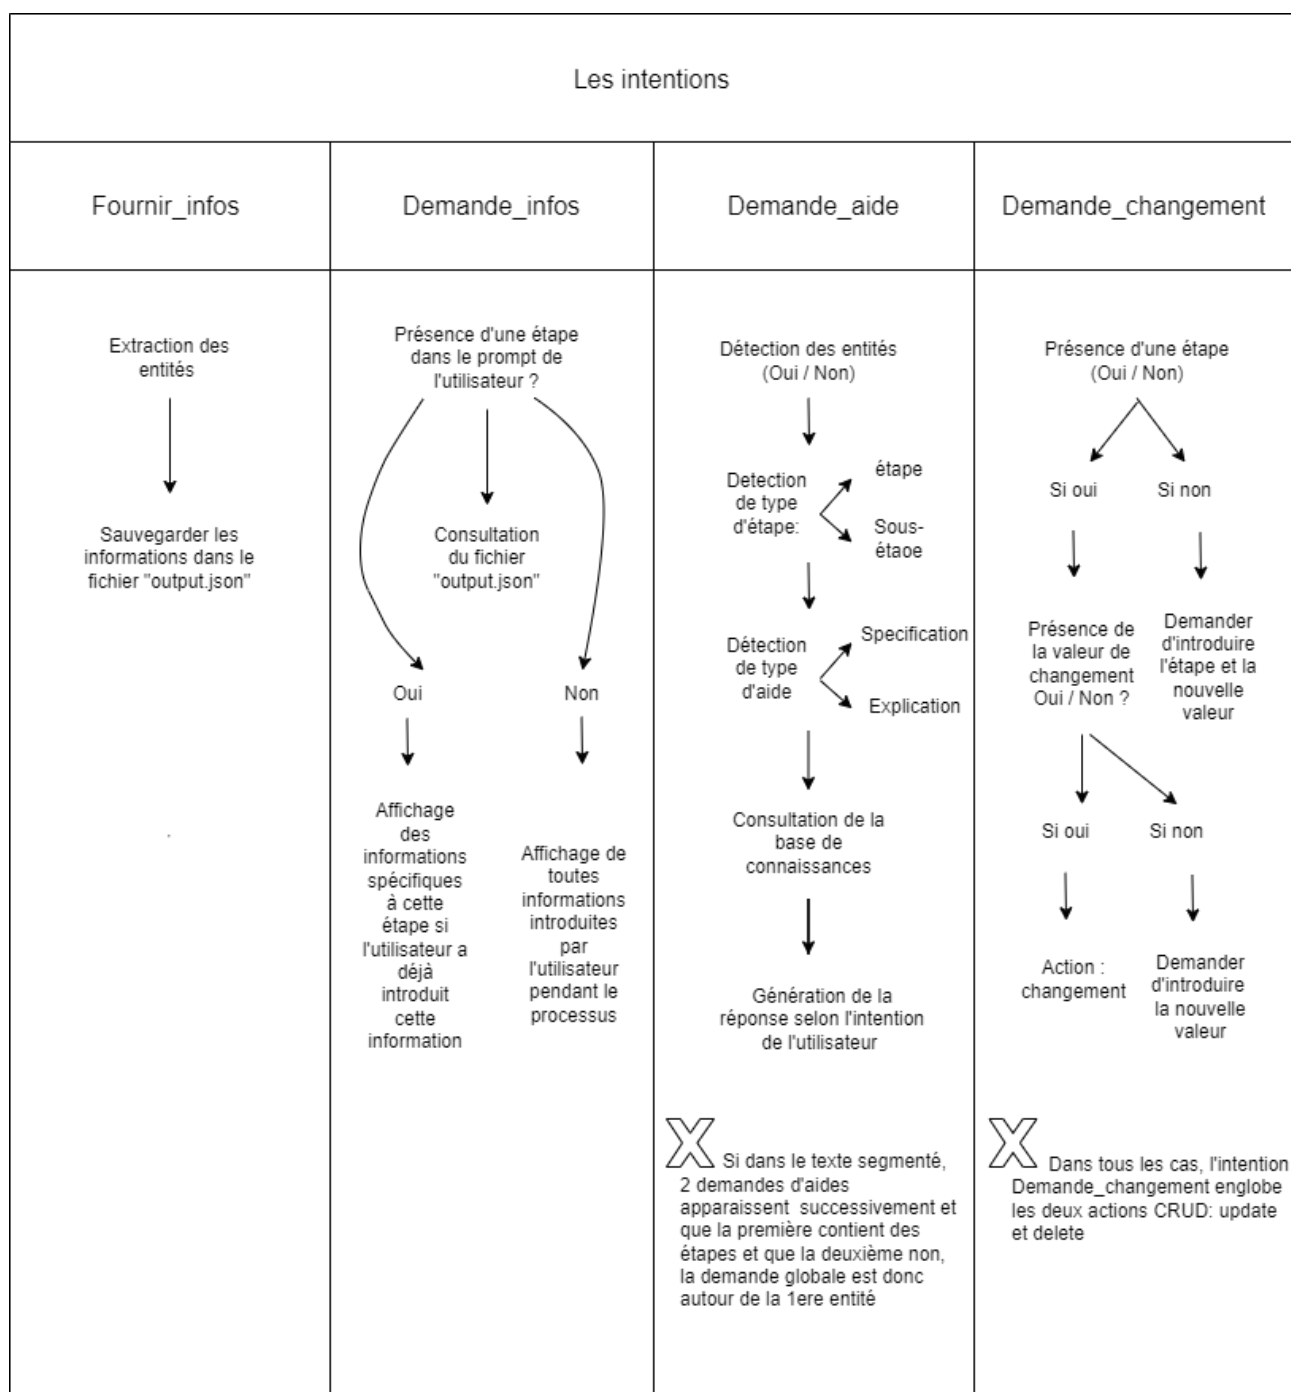 Les intentions
Fournir_infos
Demande_infos
Demande_aide
Demande_changement
Extraction des
entités
Sauvegarder les
informations dans le
fichier "output.json"
Présence d'une étape
dans le prompt de
l'utilisateur ?
Consultation
du fichier
"output.json"
Oui
Non
Affichage
des
informations
spécifiques
à cette
étape si
l'utilisateur a
déjà
introduit
cette
information
Affichage de
toutes
informations
introduites
par
l'utilisateur
pendant le
processus
Détection des entités
(Oui / Non)
Detection
de type
d'étape:
étape
Sous-
étaoe
Détection
de type
d'aide
Specification
Explication
Consultation de la
base de
connaissances
Génération de la
réponse selon l'intention
de l'utilisateur
X Si dans le texte segmenté,
2 demandes d'aides
apparaissent successivement et
que la première contient des
étapes et que la deuxième non,
la demande globale est donc
autour de la 1ere entité
Présence d'une étape
(Oui / Non)
Si oui
Si non
Présence de
la valeur de
changement
Oui / Non ?
Demander
d'introduire
l'étape et la
nouvelle
valeur
Si oui
Si non
Action :
changement
Demander
d'introduire
la nouvelle
valeur
X Dans tous les cas, l'intention
Demande_changement englobe
les deux actions CRUD: update
et delete